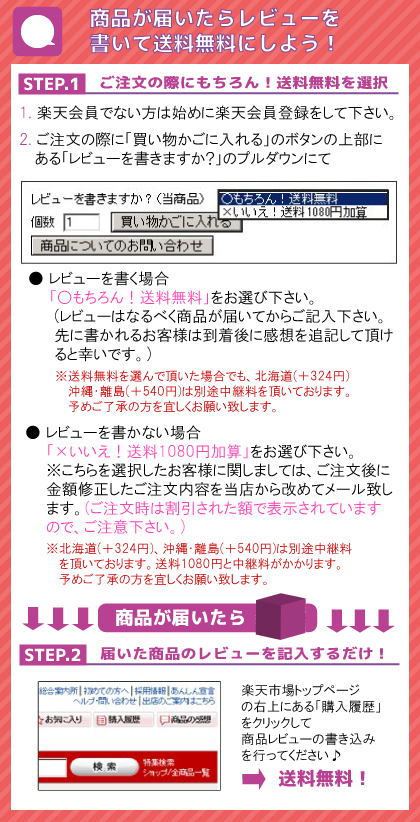 商品が届いたらレビューを
書いて送料無料にしよう！
STEP.1 ご注文の際にもちろん！送料無料を選択
1. 楽天会員でない方は始めに楽天会員登録をして下さい。
2. ご注文の際に「買い物かごに入れる」のボタンの上部に
ある「レビューを書きますか？」のプルダウンにて
レビューを書きますか？（当商品） 〇もちろん！送料無料
×いいえ！送料1080円加算
個数 1 買い物かごに入れる
商品についてのお問い合わせ
● レビューを書く場合
「〇もちろん！送料無料」をお選び下さい。
（レビューはなるべく商品が届いてからご記入下さい。
先に書かれるお客様は到着後に感想を追記して頂け
ると幸いです。）
※送料無料を選んで頂いた場合でも、北海道(＋324円)
沖縄・離島(＋540円)は別途中継料を頂いております。
予めご了承の方を宜しくお願い致します。
● レビューを書かない場合
「×いいえ！送料1080円加算」をお選び下さい。
※こちらを選択したお客様に関しましては、ご注文後に
金額修正したご注文内容を当店から改めてメール致し
ます。（ご注文時は割引された額で表示されています
ので、ご注意下さい。）
※北海道(＋324円)、沖縄・離島(＋540円)は別途中継料
を頂いております。送料1080円と中継料がかかります。
予めご了承の方を宜しくお願い致します。
商品が届いたら
STEP.2 届いた商品のレビューを記入するだけ！
総合案内所|初めての方へ|採用情報|あんしん宣言
ヘルプ・問い合わせ|出店のご案内はこちら
お気に入り 購入履歴 商品の感想
検索 特集検索
ショップ/全商品一覧
楽天市場トップページ
の右上にある「購入履歴」
をクリックして
商品レビューの書き込み
を行ってください♪
送料無料！